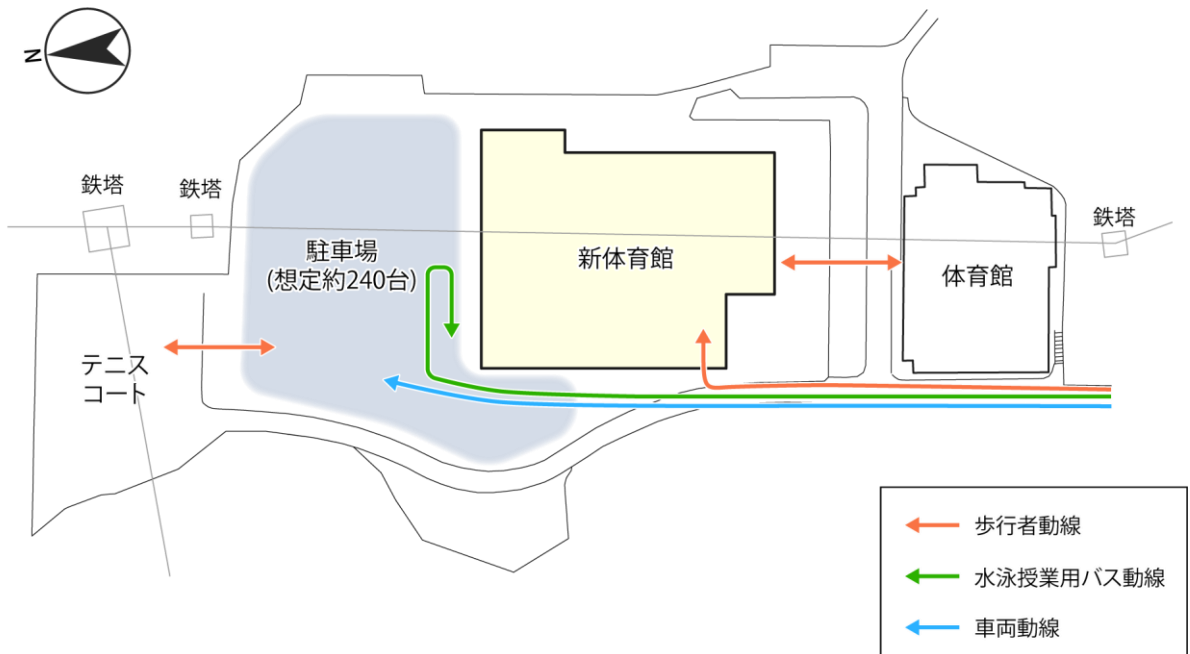 N
鉄塔
鉄塔
鉄塔
駐車場
(想定約240台)
新体育館
体育館
テニス
コート
歩行者動線
水泳授業用バス動線
車両動線